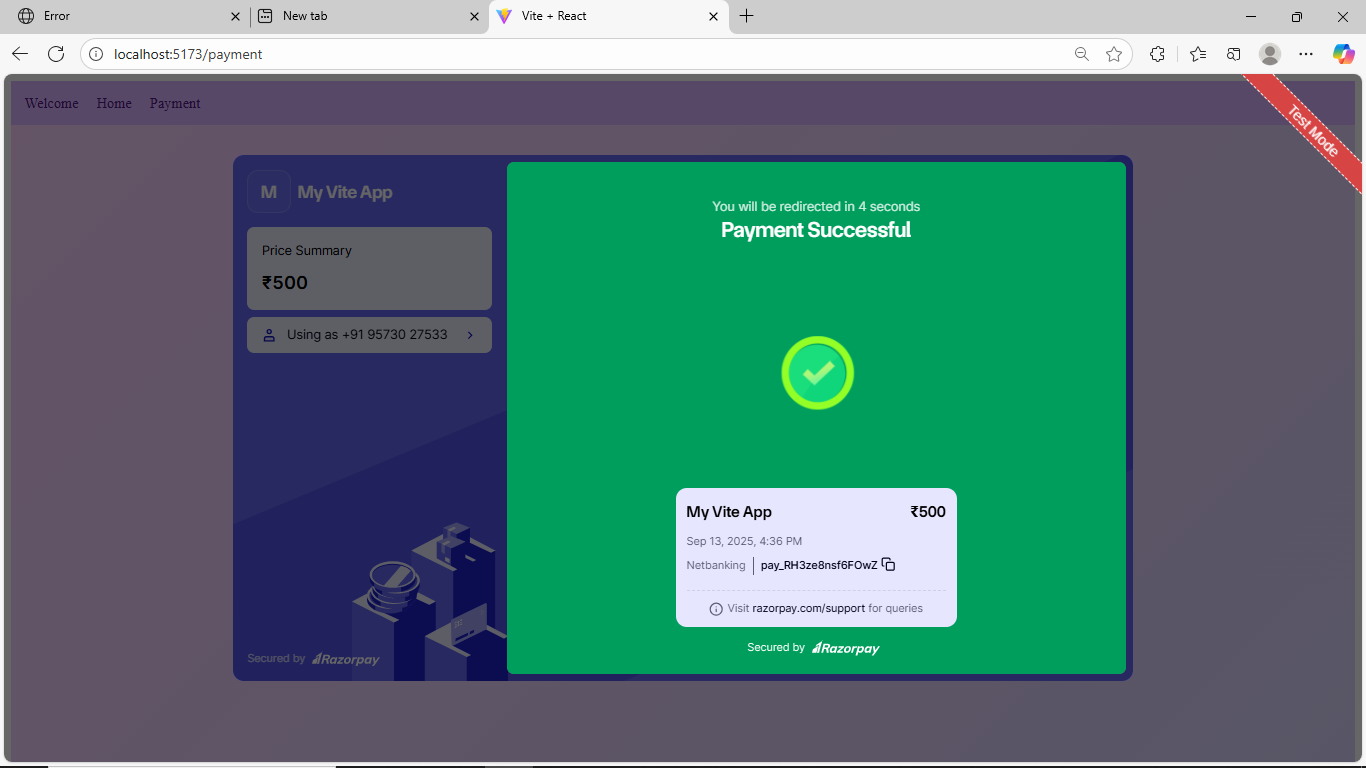 Error
New tab
Vite + React
localhost:5173/payment
Welcome Home Payment
Test Mode
M My Vite App
Price Summary
₹500
Using as +91 95730 27533
Secured by Razorpay
You will be redirected in 4 seconds
Payment Successful
My Vite App ₹500
Sep 13, 2025, 4:36 PM
Netbanking pay_RH3ze8nsf6FOwZ
Visit razorpay.com/support for queries
Secured by Razorpay